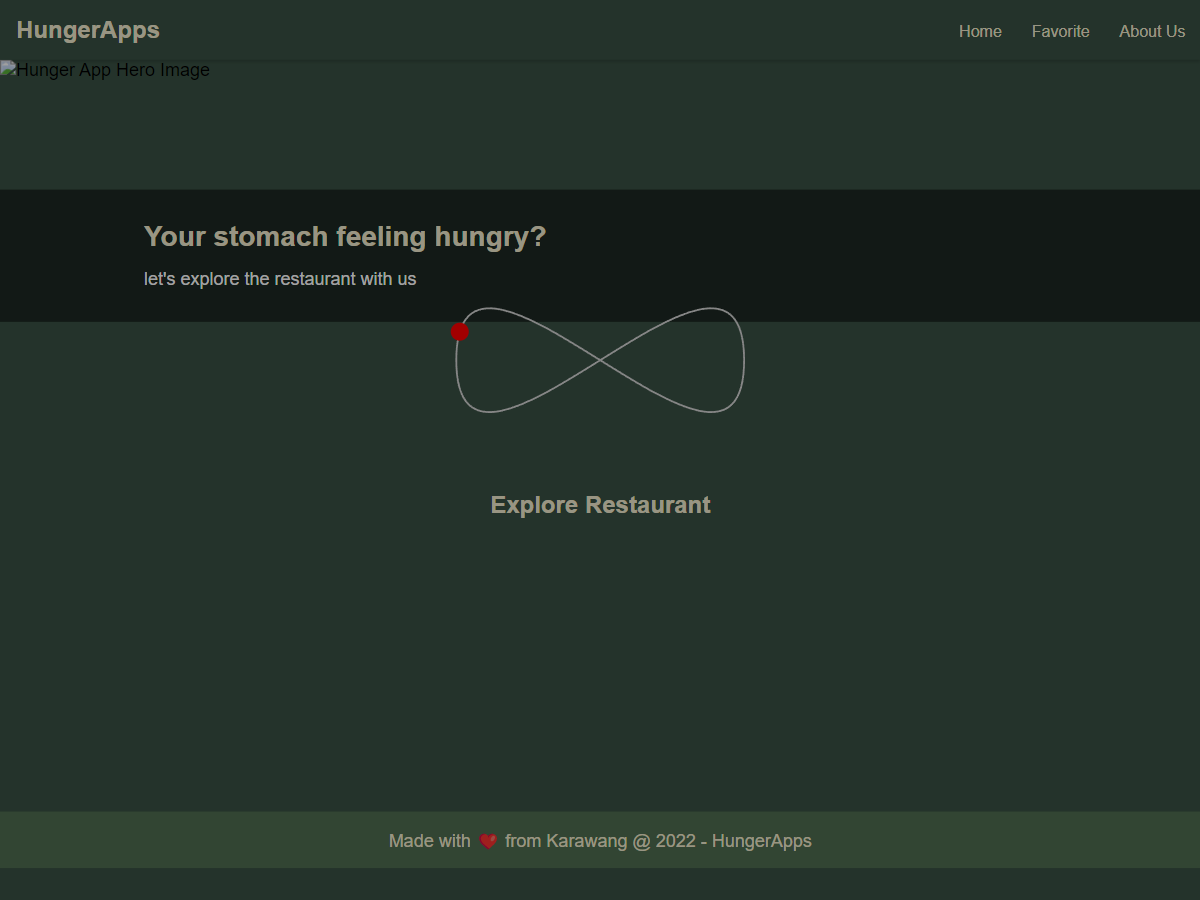 HungerApps
Home Favorite About Us
Hunger App Hero Image
Your stomach feeling hungry?
let's explore the restaurant with us
Explore Restaurant
Made with ❤️ from Karawang @ 2022 - HungerApps